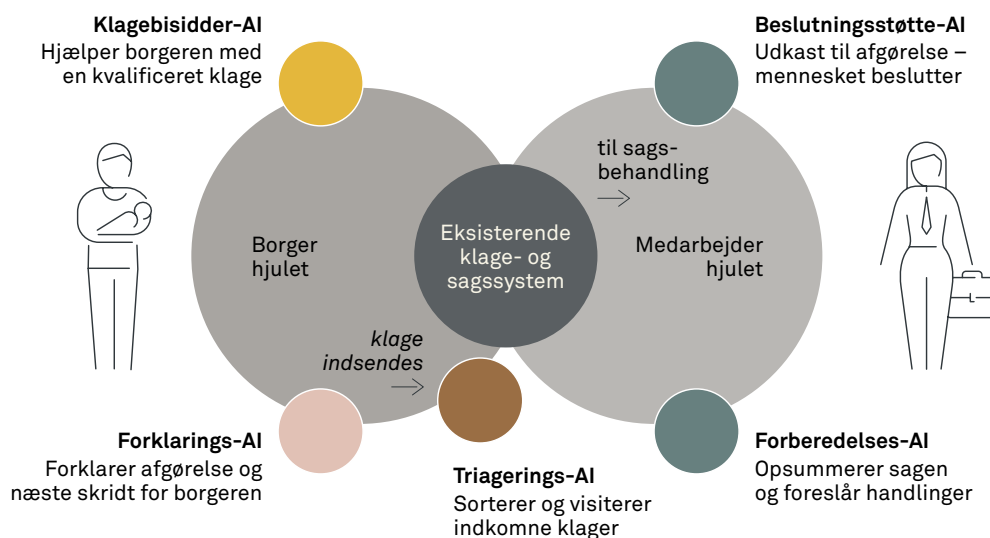 Klagebisidder-AI
Hjælper borgeren med
en kvalificeret klage
Beslutningsstøtte-AI
Udkast til afgørelse –
mennesket beslutter
til sags-
behandling
→
Borger
hjulet
Eksisterende
klage- og
sagssystem
Medarbejder
hjulet
klage
indsendes
→
Forklarings-AI
Forklarer afgørelse og
næste skridt for borgeren
Triagerings-AI
Sorterer og visiterer
indkomne klager
Forberedelses-AI
Opsummerer sagen
og foreslår handlinger